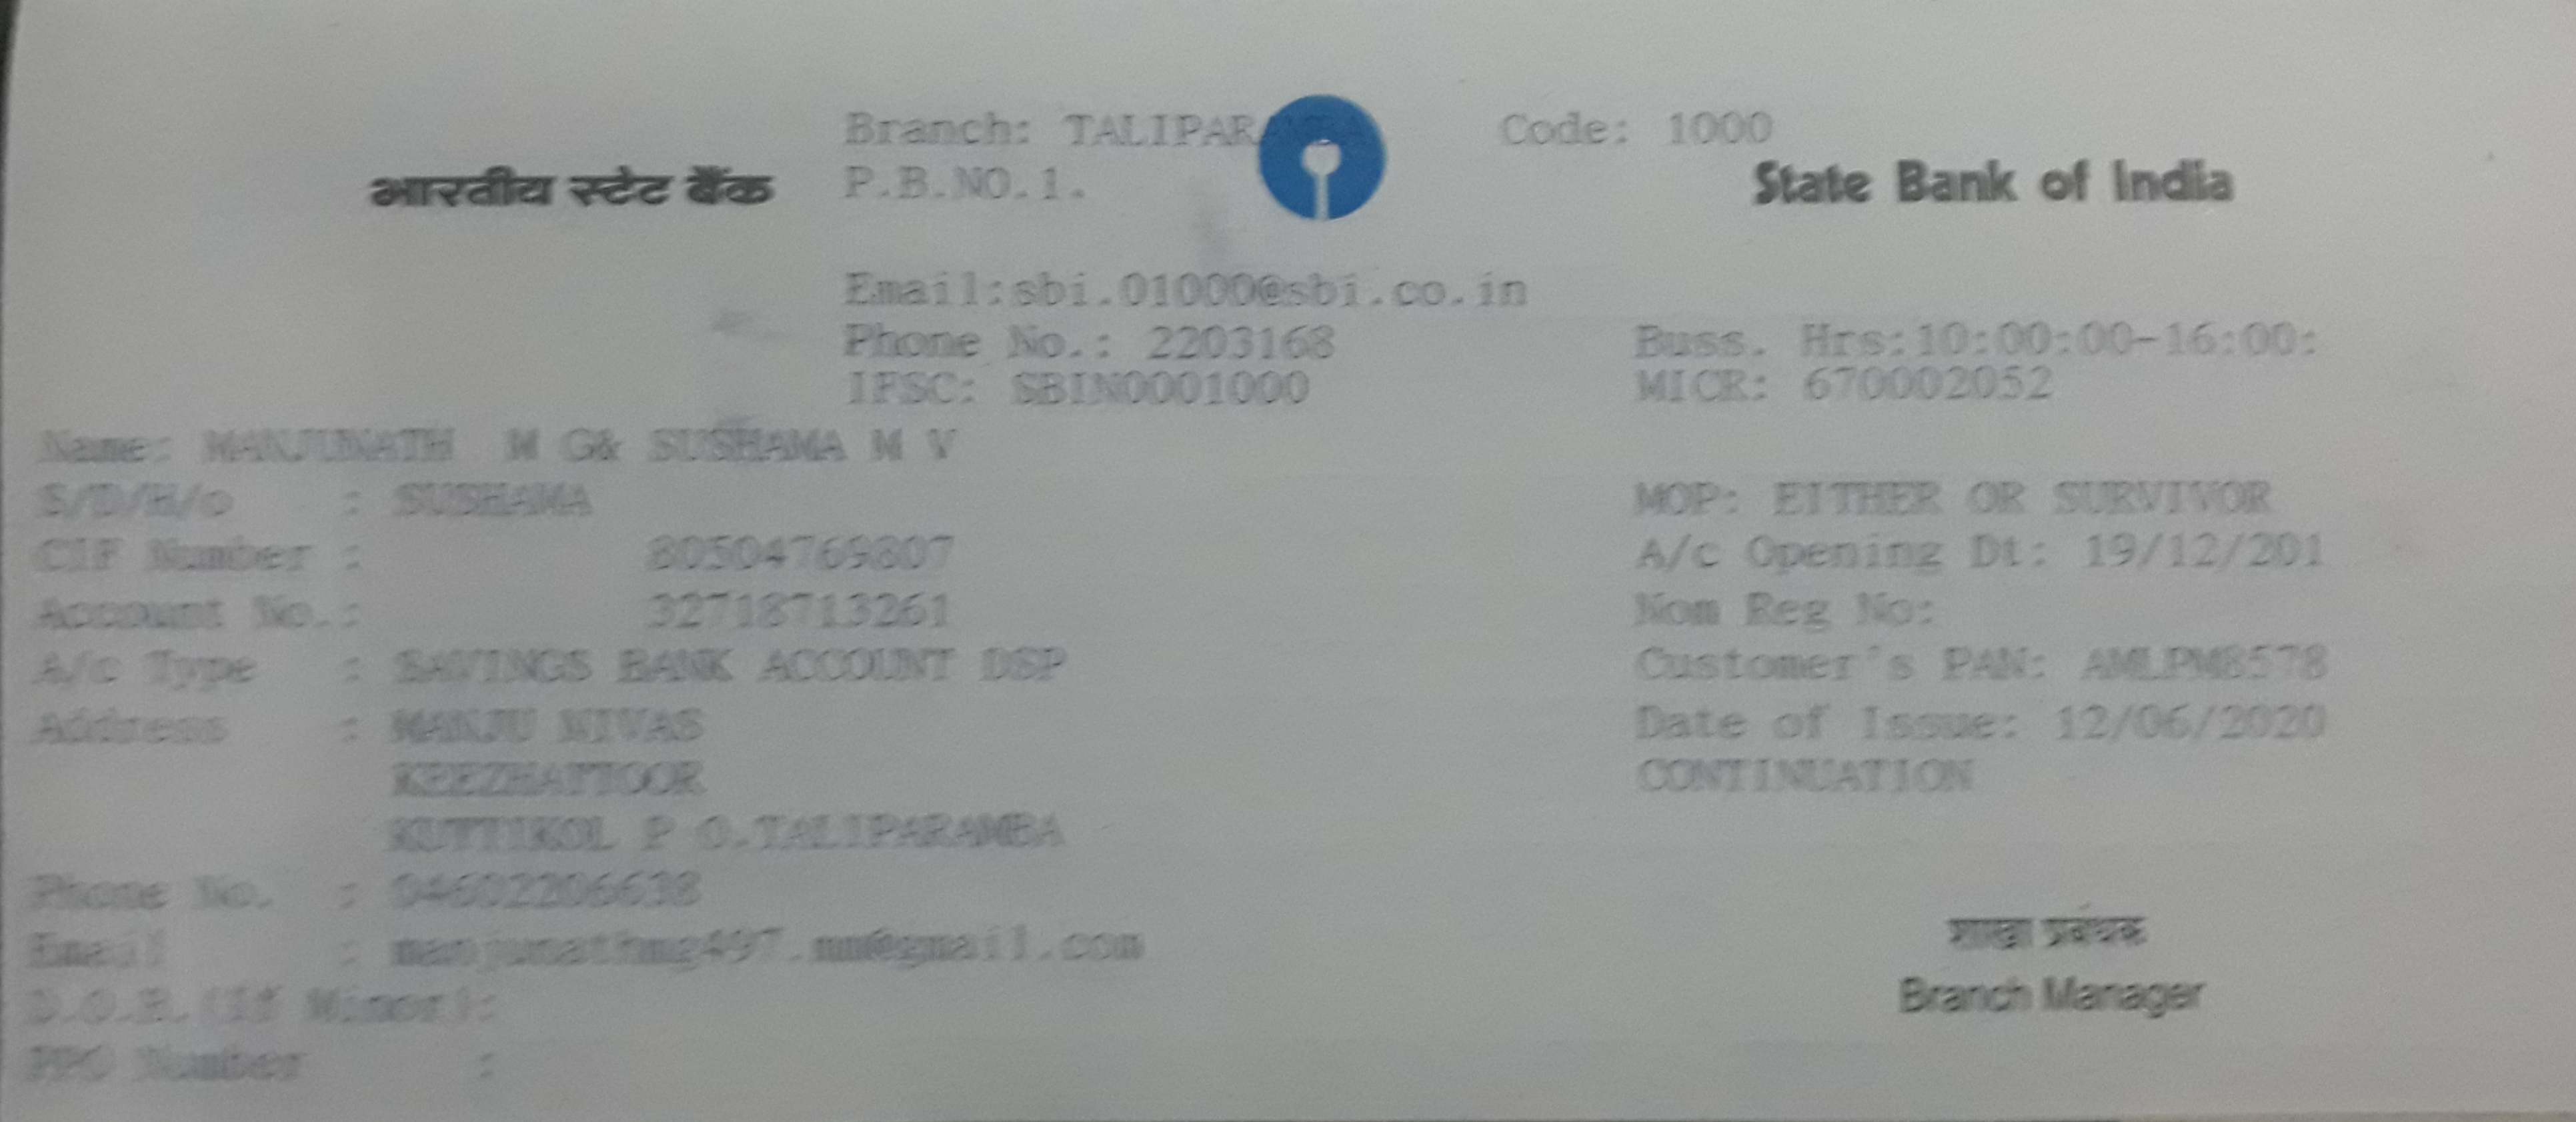 Branch: TALIPARAMBA Code: 1000
भारतीय स्टेट बैंक P.B.NO.1. State Bank of India
Email:sbi.01000@sbi.co.in
Phone No.: 2203168 Buss. Hrs:10:00:00-16:00:
IFSC: SBIN0001000 MICR: 670002052
Name: MANJUNATH M G& SUSHAMA M V
S/D/H/o : SUSHAMA MOP: EITHER OR SURVIVOR
CIF Number : 80504769807 A/c Opening Dt: 19/12/201
Account No.: 32718713261 Nom Reg No:
A/c Type : SAVINGS BANK ACCOUNT DSP Customer's PAN: AMLPM8578
Address : MANJU NIVAS Date of Issue: 12/06/2020
KEEZHATTOOR CONTINUATION
KUTTIKOL P O.TALIPARAMBA
Phone No. : 04602206638
Email : manjunathmg497.mm@gmail.com
शाखा प्रबंधक
Branch Manager
D.O.B.(If Minor):
PPO Number :